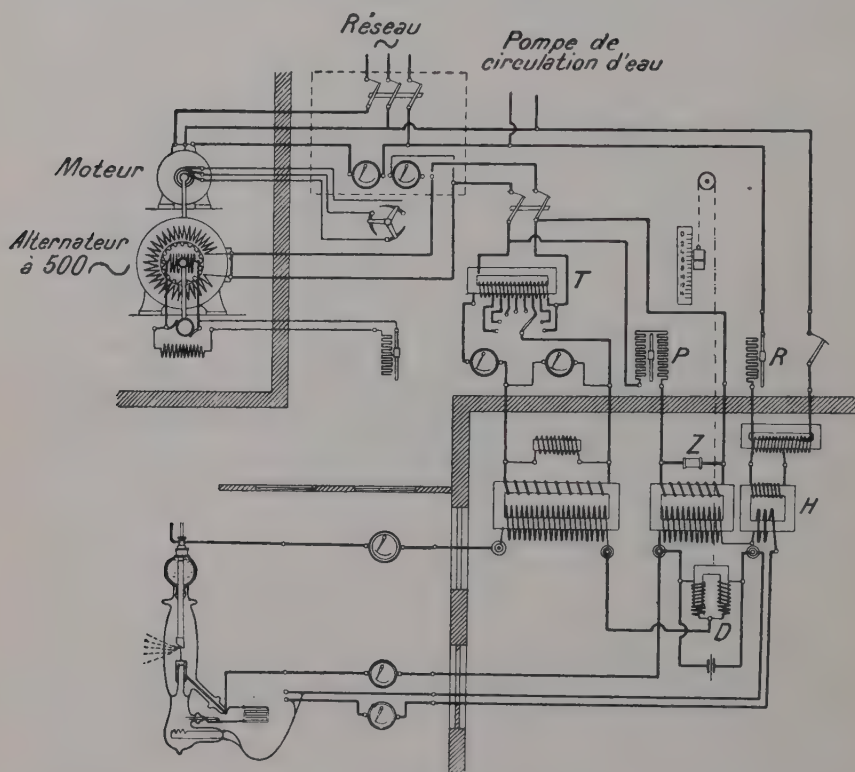 Réseau
~
Pompe de
circulation d'eau
Moteur
Alternateur
à 500~
T
P
R
Z
H
D